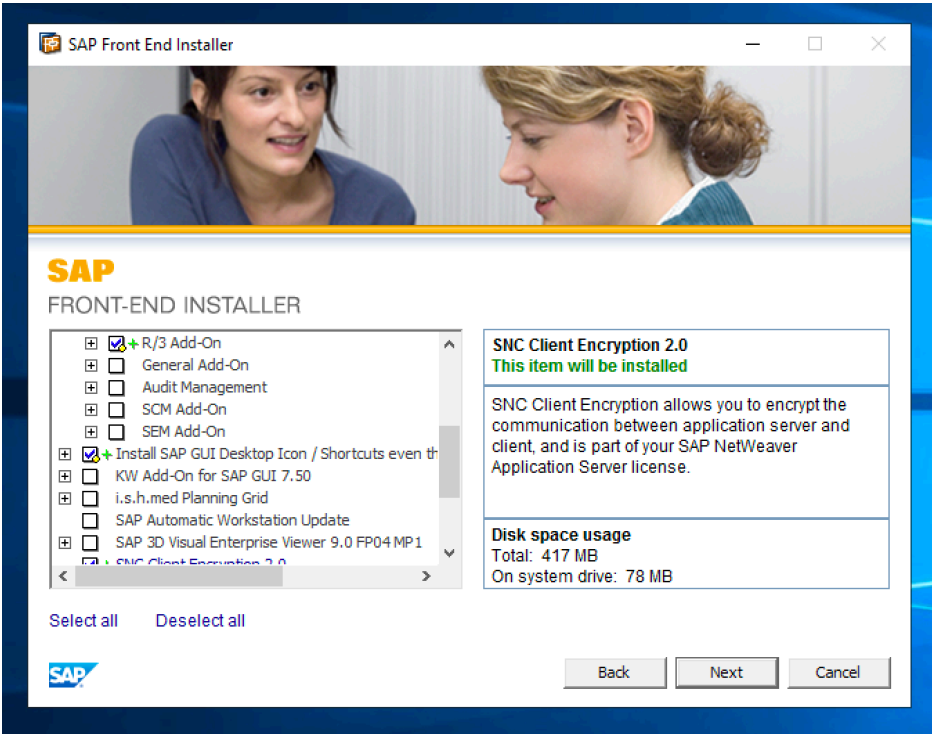 SAP Front End Installer
SAP
FRONT-END INSTALLER
R/3 Add-On
General Add-On
Audit Management
SCM Add-On
SEM Add-On
Install SAP GUI Desktop Icon / Shortcuts even th
KW Add-On for SAP GUI 7.50
i.s.h.med Planning Grid
SAP Automatic Workstation Update
SAP 3D Visual Enterprise Viewer 9.0 FP04 MP1
SNC Client Encryption 2.0
SNC Client Encryption 2.0
This item will be installed
SNC Client Encryption allows you to encrypt the
communication between application server and
client, and is part of your SAP NetWeaver
Application Server license.
Disk space usage
Total: 417 MB
On system drive: 78 MB
Select all Deselect all
SAP
Back Next Cancel